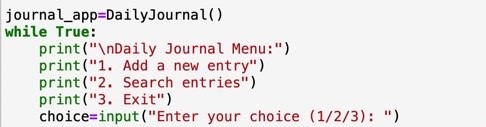 journal_app=DailyJournal()
while True:
    print("\nDaily Journal Menu:")
    print("1. Add a new entry")
    print("2. Search entries")
    print("3. Exit")
    choice=input("Enter your choice (1/2/3): ")